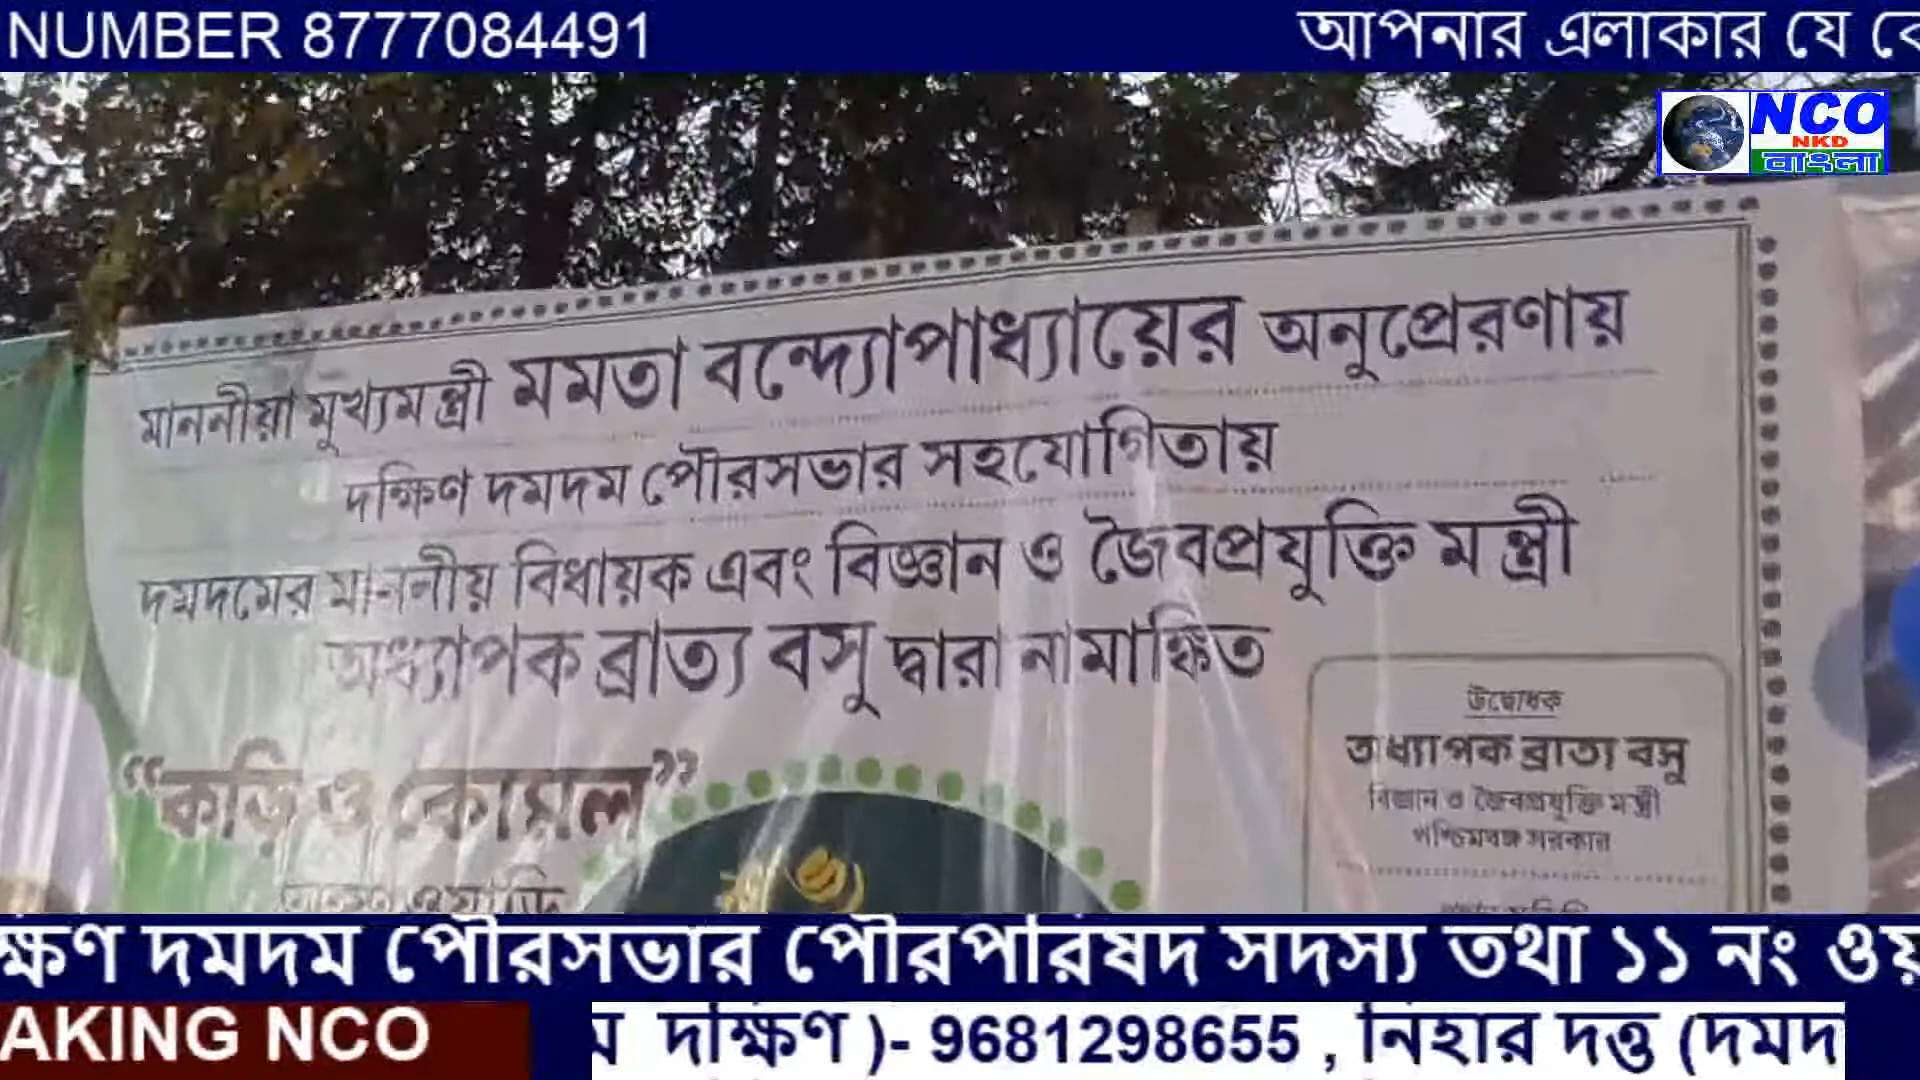 NUMBER 8777084491
আপনার এলাকার যে
NCO
NKD
বাংলা
মাননীয়া মুখ্যমন্ত্রী মমতা বন্দ্যোপাধ্যায়ের অনুপ্রেরণায়
দক্ষিণ দমদম পৌরসভার সহযোগিতায়
দমদমের মাননীয় বিধায়ক এবং বিজ্ঞান ও জৈবপ্রযুক্তি মন্ত্রী
অধ্যাপক ব্রাত্য বসু দ্বারা নামাঙ্কিত
“কড়ি ও কোমল”
উদ্বোধক
অধ্যাপক ব্রাত্য বসু
বিজ্ঞান ও জৈবপ্রযুক্তি মন্ত্রী
পশ্চিমবঙ্গ সরকার
ক্ষিণ দমদম পৌরসভার পৌরপারিষদ সদস্য তথা ১১ নং
AKING NCO
দক্ষিণ )- 9681298655 , নিহার দত্ত (দমদ